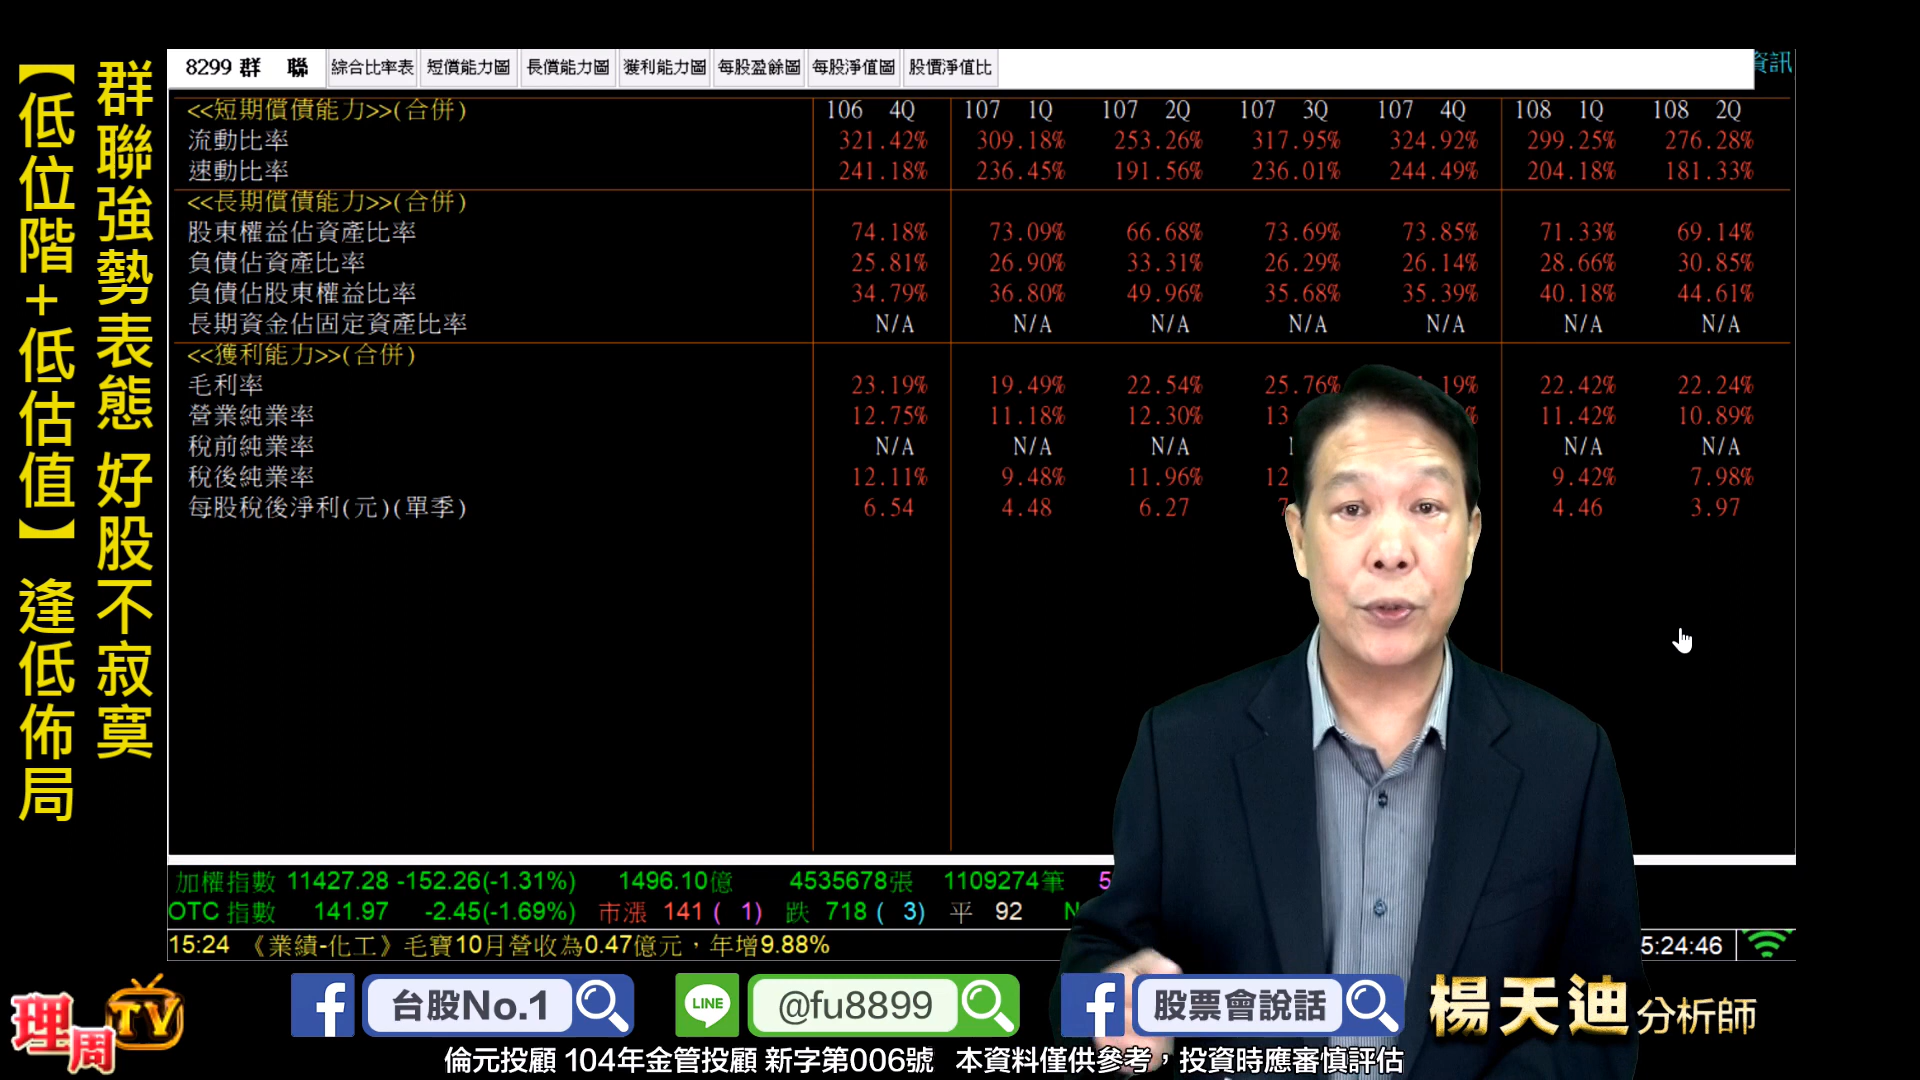 群聯強勢表態 好股不寂寞
【低位階+低估值】逢低佈局
8299 群 聯 綜合比率表 短償能力圖 長償能力圖 獲利能力圖 每股盈餘圖 每股淨值圖 股價淨值比 資訊
<<短期償債能力>>(合併) 106 4Q 107 1Q 107 2Q 107 3Q 107 4Q 108 1Q 108 2Q
流動比率 321.42% 309.18% 253.26% 317.95% 324.92% 299.25% 276.28%
速動比率 241.18% 236.45% 191.56% 236.01% 244.49% 204.18% 181.33%
<<長期償債能力>>(合併)
股東權益佔資產比率 74.18% 73.09% 66.68% 73.69% 73.85% 71.33% 69.14%
負債佔資產比率 25.81% 26.90% 33.31% 26.29% 26.14% 28.66% 30.85%
負債佔股東權益比率 34.79% 36.80% 49.96% 35.68% 35.39% 40.18% 44.61%
長期資金佔固定資產比率 N/A N/A N/A N/A N/A N/A N/A
<<獲利能力>>(合併)
毛利率 23.19% 19.49% 22.54% 25.76% .19% 22.42% 22.24%
營業純業率 12.75% 11.18% 12.30% 13 % 11.42% 10.89%
稅前純業率 N/A N/A N/A N/A N/A
稅後純業率 12.11% 9.48% 11.96% 12 9.42% 7.98%
每股稅後淨利(元)(單季) 6.54 4.48 6.27 7 4.46 3.97
加權指數 11427.28 -152.26(-1.31%) 1496.10億 4535678張 1109274筆 5
OTC 指數 141.97 -2.45(-1.69%) 市漲 141 ( 1) 跌 718 ( 3) 平 92 N
15:24 《業績-化工》毛寶10月營收為0.47億元，年增9.88% 5:24:46
理周TV 台股No.1 LINE @fu8899 股票會說話 楊天迪 分析師
倫元投顧 104年金管投顧 新字第006號 本資料僅供參考，投資時應審慎評估